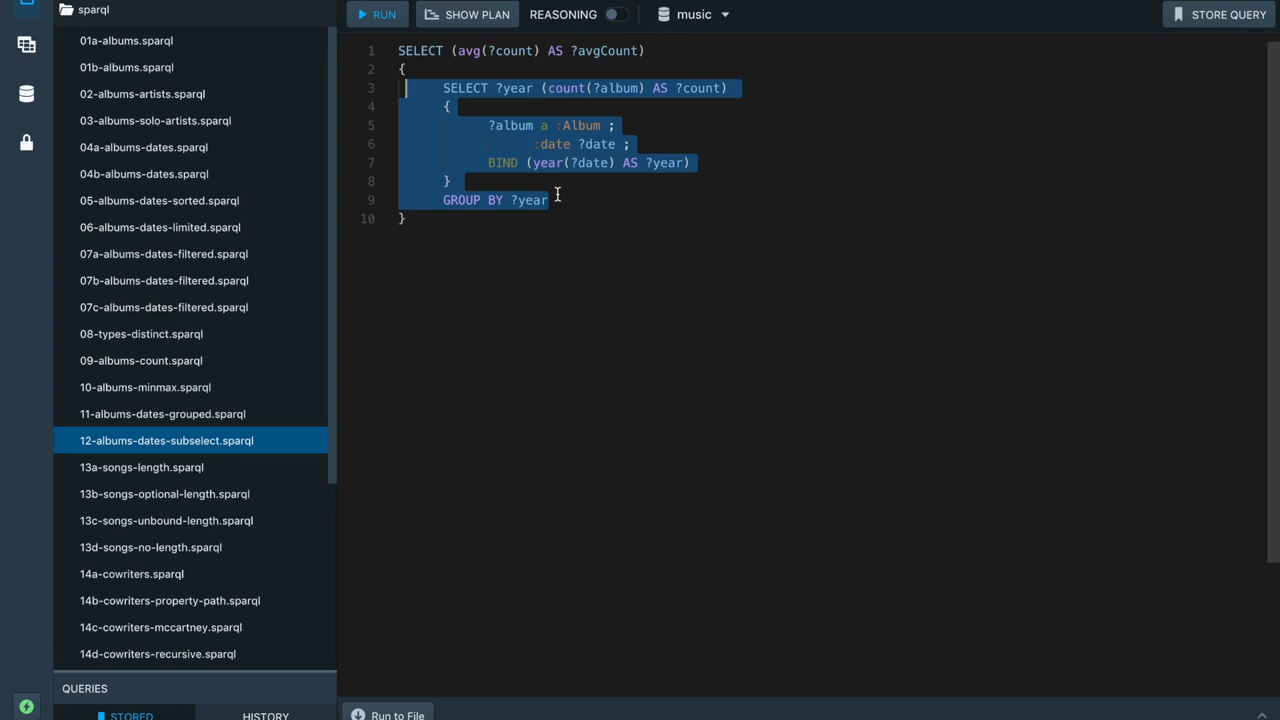 sparql
RUN
SHOW PLAN
REASONING
music
STORE QUERY
01a-albums.sparql
01b-albums.sparql
02-albums-artists.sparql
03-albums-solo-artists.sparql
04a-albums-dates.sparql
04b-albums-dates.sparql
05-albums-dates-sorted.sparql
06-albums-dates-limited.sparql
07a-albums-dates-filtered.sparql
07b-albums-dates-filtered.sparql
07c-albums-dates-filtered.sparql
08-types-distinct.sparql
09-albums-count.sparql
10-albums-minmax.sparql
11-albums-dates-grouped.sparql
12-albums-dates-subselect.sparql
13a-songs-length.sparql
13b-songs-optional-length.sparql
13c-songs-unbound-length.sparql
13d-songs-no-length.sparql
14a-cowriters.sparql
14b-cowriters-property-path.sparql
14c-cowriters-mccartney.sparql
14d-cowriters-recursive.sparql
QUERIES
STORED
HISTORY
1 SELECT (avg(?count) AS ?avgCount)
2 {
3 SELECT ?year (count(?album) AS ?count)
4 {
5 ?album a :Album ;
6 :date ?date ;
7 BIND (year(?date) AS ?year)
8 }
9 GROUP BY ?year
10 }
Run to File